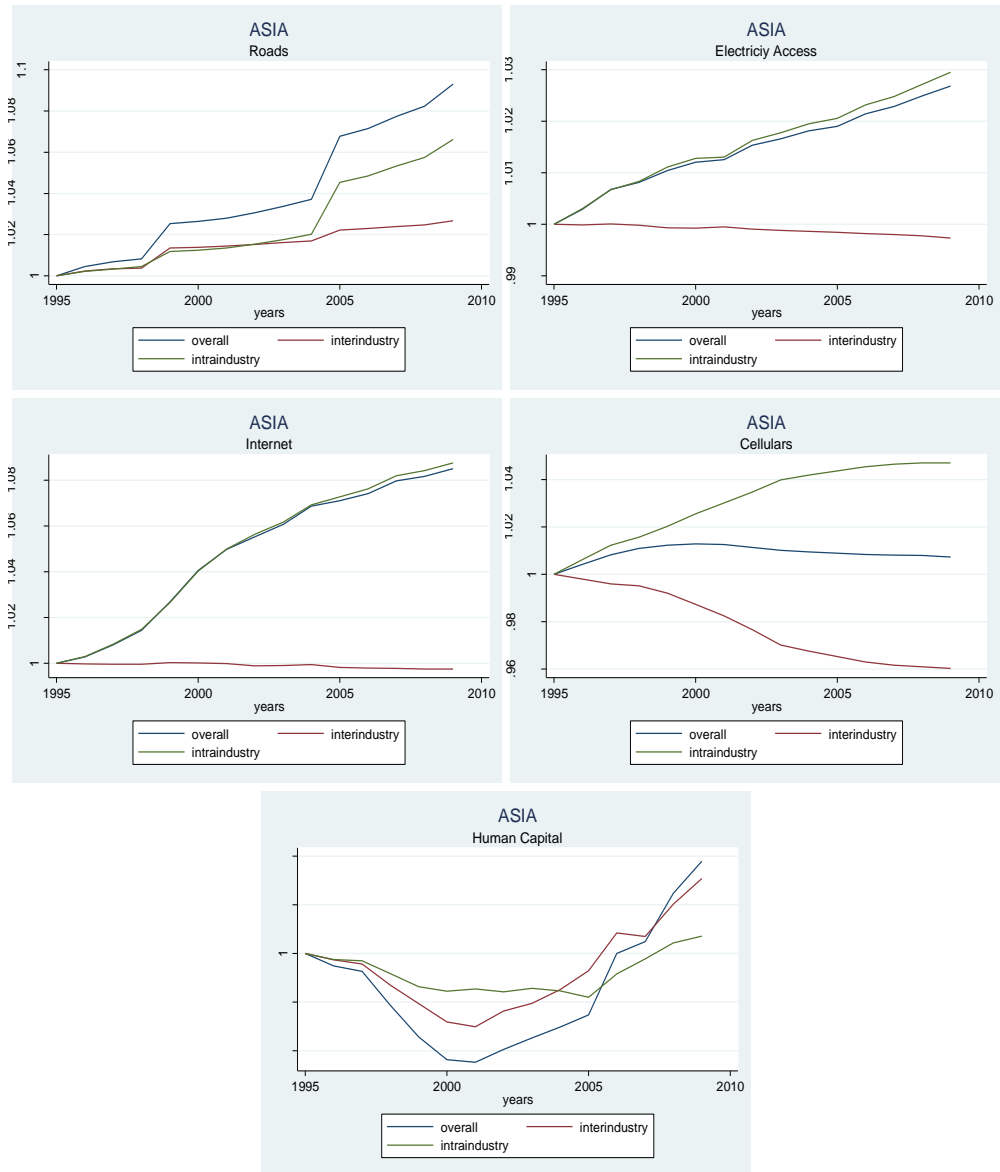 ASIA
Roads
1.1
1.08
1.06
1.04
1.02
1
1995 2000 2005 2010
years
overall interindustry
intraindustry
ASIA
Electriciy Access
1.03
1.02
1.01
1
.99
1995 2000 2005 2010
years
overall interindustry
intraindustry
ASIA
Internet
1.08
1.06
1.04
1.02
1
1995 2000 2005 2010
years
overall interindustry
intraindustry
ASIA
Cellulars
1.04
1.02
1
.98
.96
1995 2000 2005 2010
years
overall interindustry
intraindustry
ASIA
Human Capital
1
1995 2000 2005 2010
years
overall interindustry
intraindustry